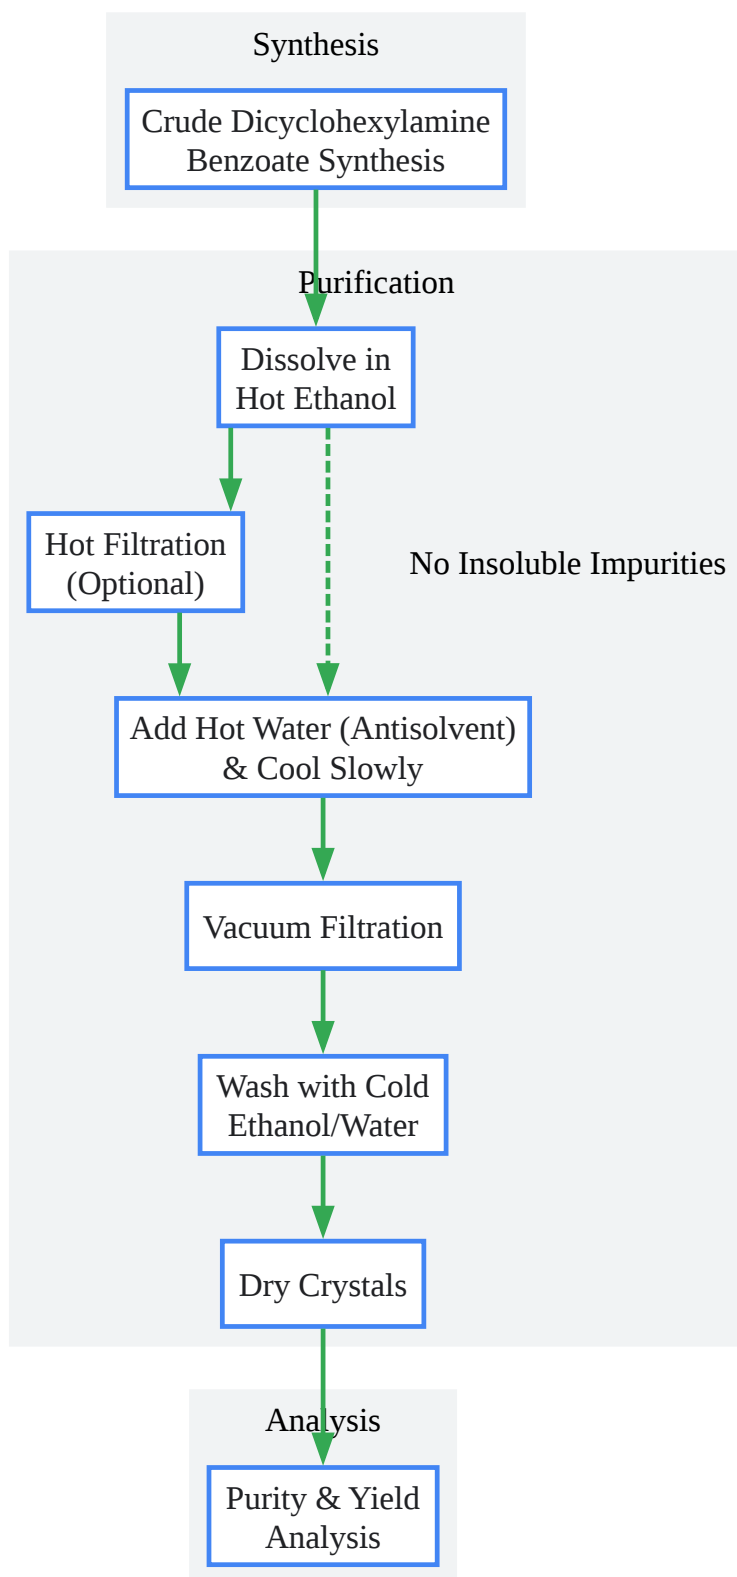 Synthesis
Crude Dicyclohexylamine
Benzoate Synthesis
Purification
Dissolve in
Hot Ethanol
Hot Filtration
(Optional)
No Insoluble Impurities
Add Hot Water (Antisolvent)
& Cool Slowly
Vacuum Filtration
Wash with Cold
Ethanol/Water
Dry Crystals
Analysis
Purity & Yield
Analysis